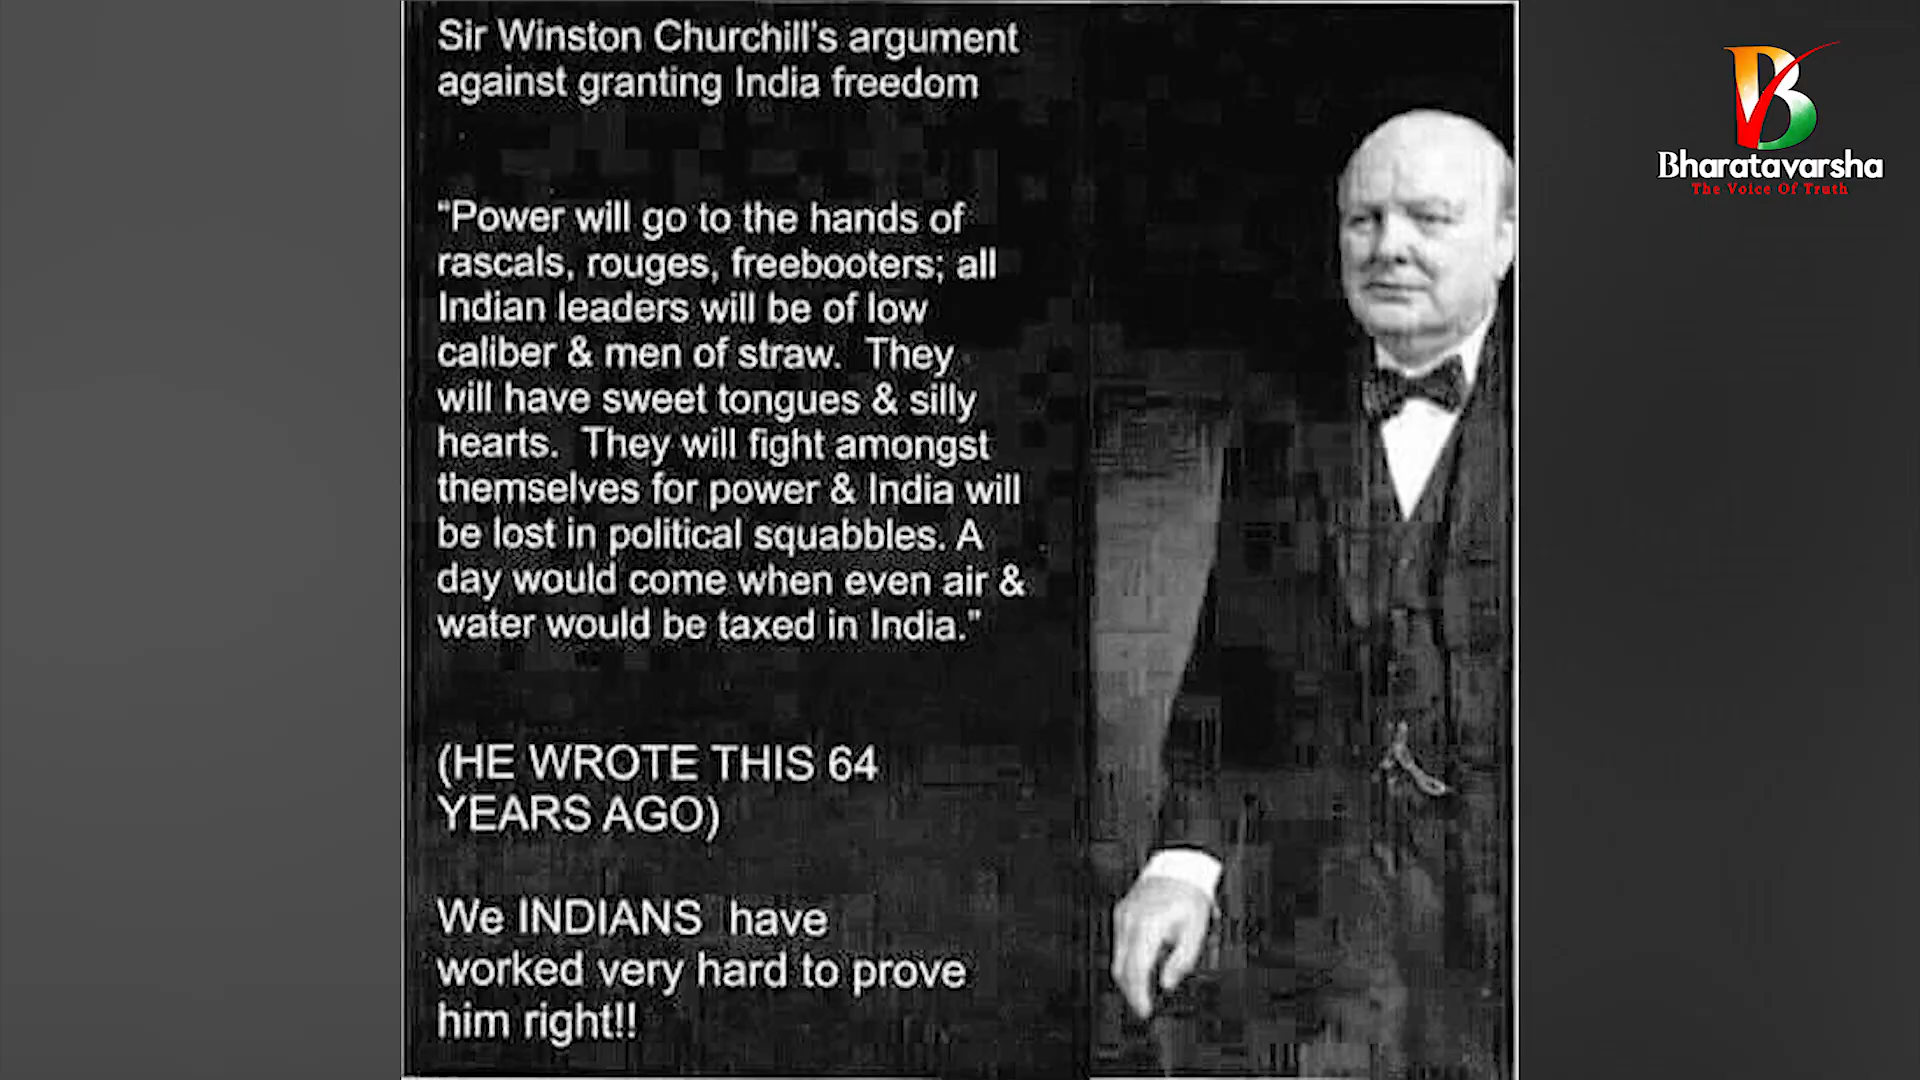 Sir Winston Churchill's argument
against granting India freedom
"Power will go to the hands of
rascals, rouges, freebooters; all
Indian leaders will be of low
caliber & men of straw.  They
will have sweet tongues & silly
hearts.  They will fight amongst
themselves for power & India will
be lost in political squabbles. A
day would come when even air &
water would be taxed in India."
(HE WROTE THIS 64
YEARS AGO)
We INDIANS  have
worked very hard to prove
him right!!
Bharatavarsha
The Voice Of Truth